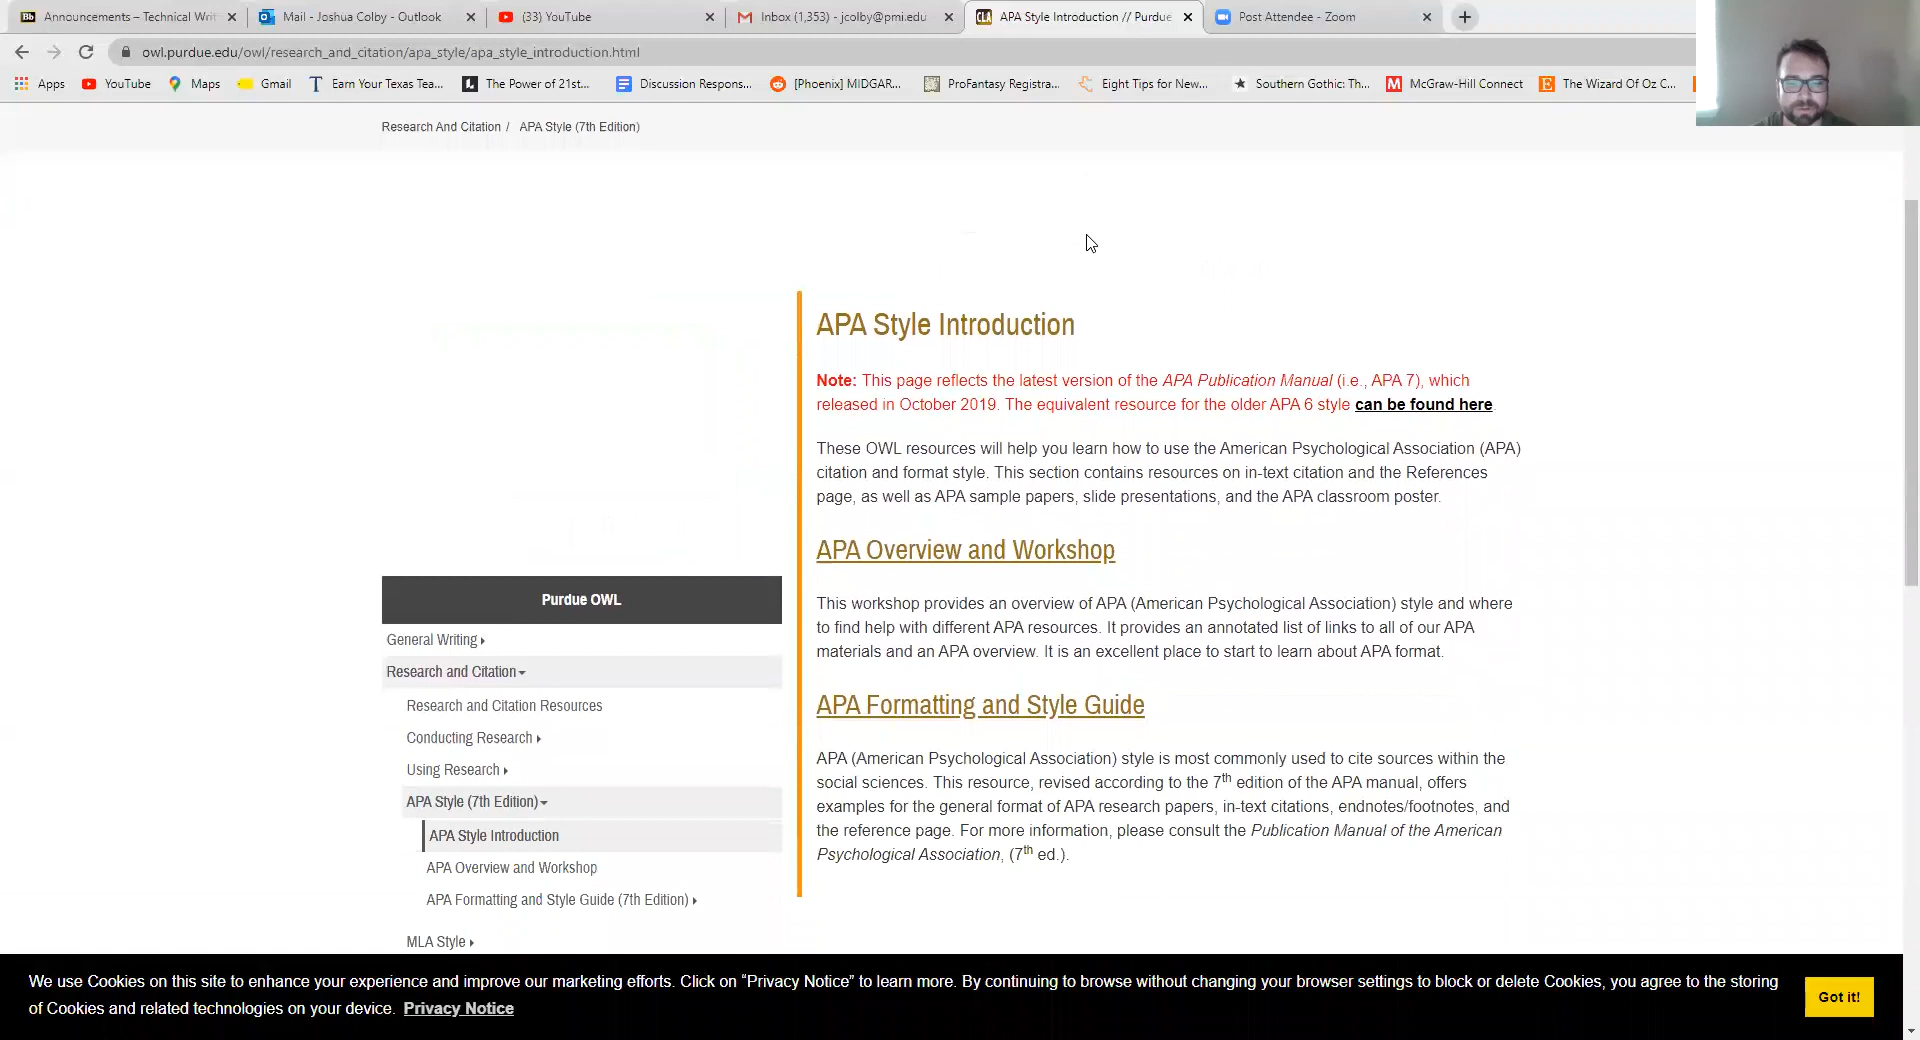 Announcements – Technical Writ
Mail - Joshua Colby - Outlook
(33) YouTube
Inbox (1,353) - jcolby@pmi.edu
APA Style Introduction // Purdue
Post Attendee - Zoom
owl.purdue.edu/owl/research_and_citation/apa_style/apa_style_introduction.html
Apps
YouTube
Maps
Gmail
Earn Your Texas Tea...
The Power of 21st...
Discussion Respons...
[Phoenix] MIDGAR...
ProFantasy Registra...
Eight Tips for New...
Southern Gothic: Th...
McGraw-Hill Connect
The Wizard Of Oz C...
Research And Citation / APA Style (7th Edition)
APA Style Introduction
Note: This page reflects the latest version of the APA Publication Manual (i.e., APA 7), which
released in October 2019. The equivalent resource for the older APA 6 style can be found here
These OWL resources will help you learn how to use the American Psychological Association (APA)
citation and format style. This section contains resources on in-text citation and the References
page, as well as APA sample papers, slide presentations, and the APA classroom poster.
APA Overview and Workshop
This workshop provides an overview of APA (American Psychological Association) style and where
to find help with different APA resources. It provides an annotated list of links to all of our APA
materials and an APA overview. It is an excellent place to start to learn about APA format.
APA Formatting and Style Guide
APA (American Psychological Association) style is most commonly used to cite sources within the
social sciences. This resource, revised according to the 7th edition of the APA manual, offers
examples for the general format of APA research papers, in-text citations, endnotes/footnotes, and
the reference page. For more information, please consult the Publication Manual of the American
Psychological Association, (7th ed.).
Purdue OWL
General Writing
Research and Citation
Research and Citation Resources
Conducting Research
Using Research
APA Style (7th Edition)
APA Style Introduction
APA Overview and Workshop
APA Formatting and Style Guide (7th Edition)
MLA Style
We use Cookies on this site to enhance your experience and improve our marketing efforts. Click on “Privacy Notice” to learn more. By continuing to browse without changing your browser settings to block or delete Cookies, you agree to the storing
of Cookies and related technologies on your device. Privacy Notice
Got it!